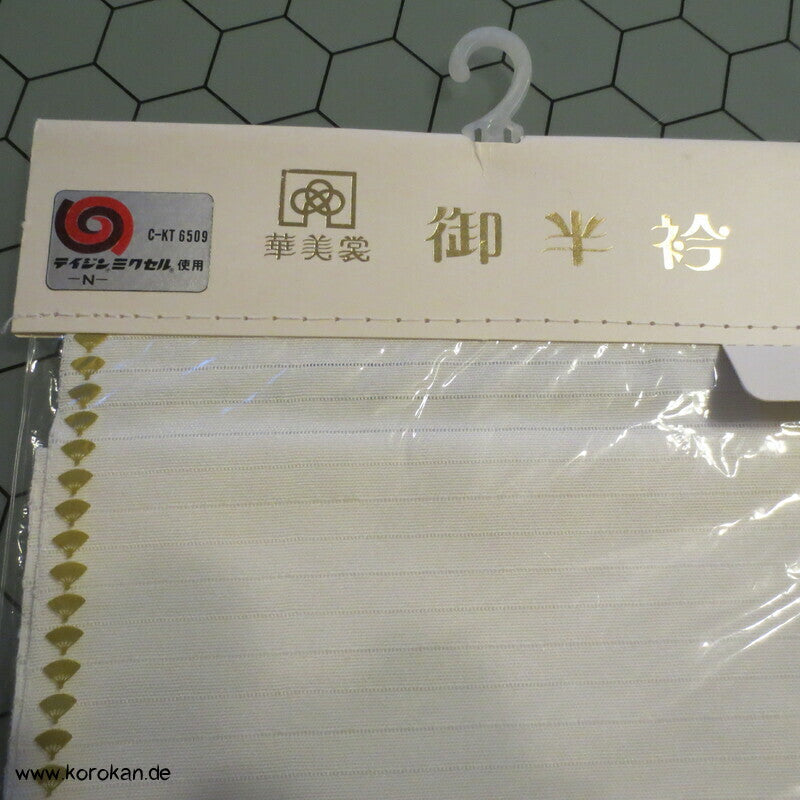 C-KT 6509
テイジン.ミクセル.使用
-N-
華美裳
御半衿
www.korokan.de